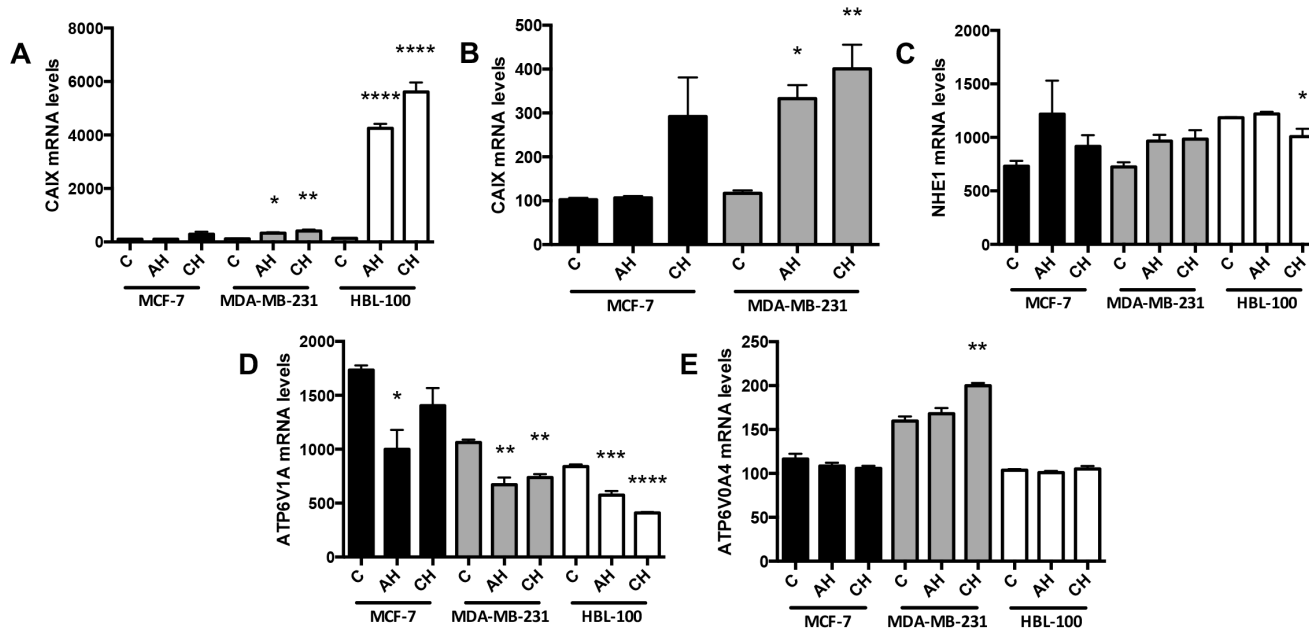 A
CAIX mRNA levels
8000
6000
4000
2000
0
* ** **** ****
C AH CH C AH CH C AH CH
MCF-7 MDA-MB-231 HBL-100
B
CAIX mRNA levels
500
400
300
200
100
0
* **
C AH CH C AH CH
MCF-7 MDA-MB-231
C
NHE1 mRNA levels
2000
1500
1000
500
0
*
C AH CH C AH CH C AH CH
MCF-7 MDA-MB-231 HBL-100
D
ATP6V1A mRNA levels
2000
1500
1000
500
0
* ** ** *** ****
C AH CH C AH CH C AH CH
MCF-7 MDA-MB-231 HBL-100
E
ATP6V0A4 mRNA levels
250
200
150
100
50
0
**
C AH CH C AH CH C AH CH
MCF-7 MDA-MB-231 HBL-100